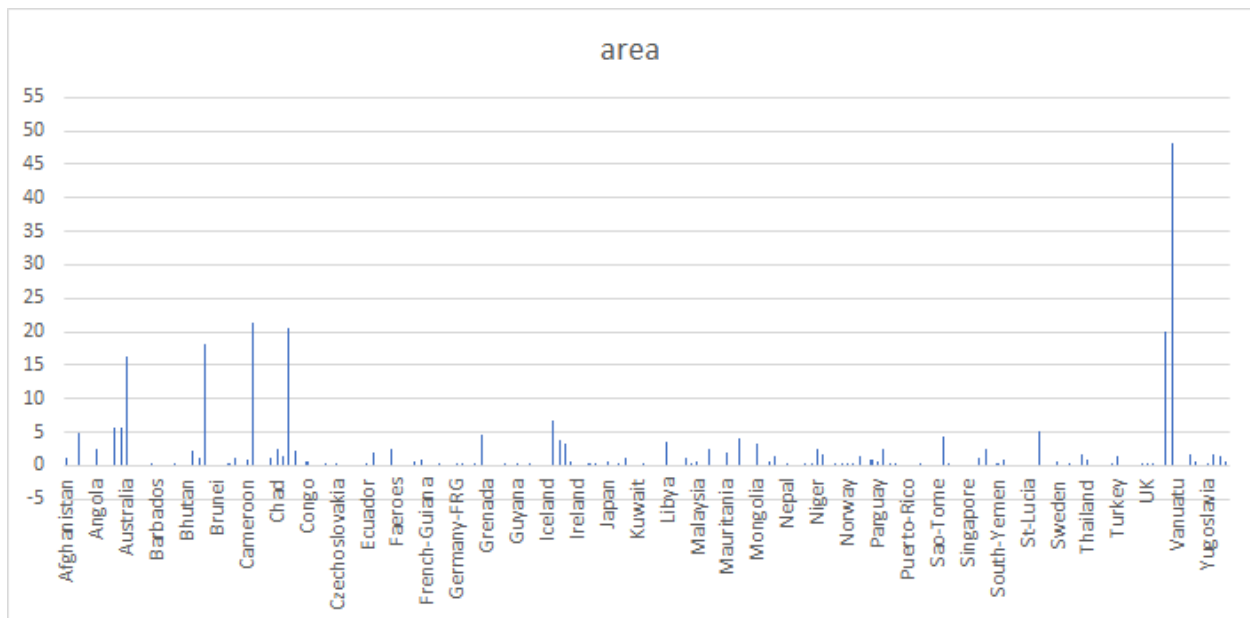 area
55
50
45
40
35
30
25
20
15
10
5
0
-5
Afghanistan
Angola
Australia
Barbados
Bhutan
Brunei
Cameroon
Chad
Congo
Czechoslovakia
Ecuador
Faeroes
French-Guiana
Germany-FRG
Grenada
Guyana
Iceland
Ireland
Japan
Kuwait
Libya
Malaysia
Mauritania
Mongolia
Nepal
Niger
Norway
Parguay
Puerto-Rico
Sao-Tome
Singapore
South-Yemen
St-Lucia
Sweden
Thailand
Turkey
UK
Vanuatu
Yugoslavia